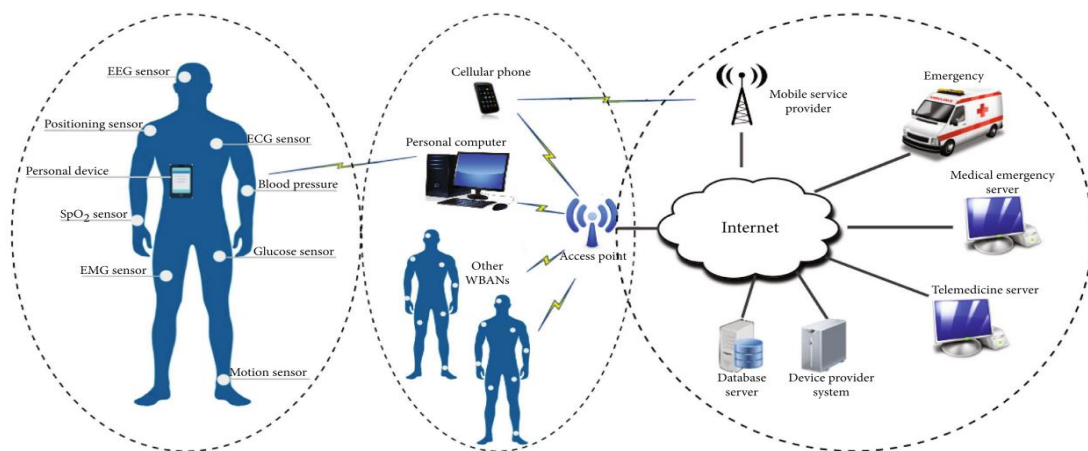 EEG sensor
Positioning sensor
ECG sensor
Personal device
Blood pressure
SpO₂ sensor
Glucose sensor
EMG sensor
Motion sensor
Cellular phone
Personal computer
Other
WBANs
Access point
Mobile service
provider
Emergency
Medical emergency
server
Internet
Telemedicine server
Database
server
Device provider
system